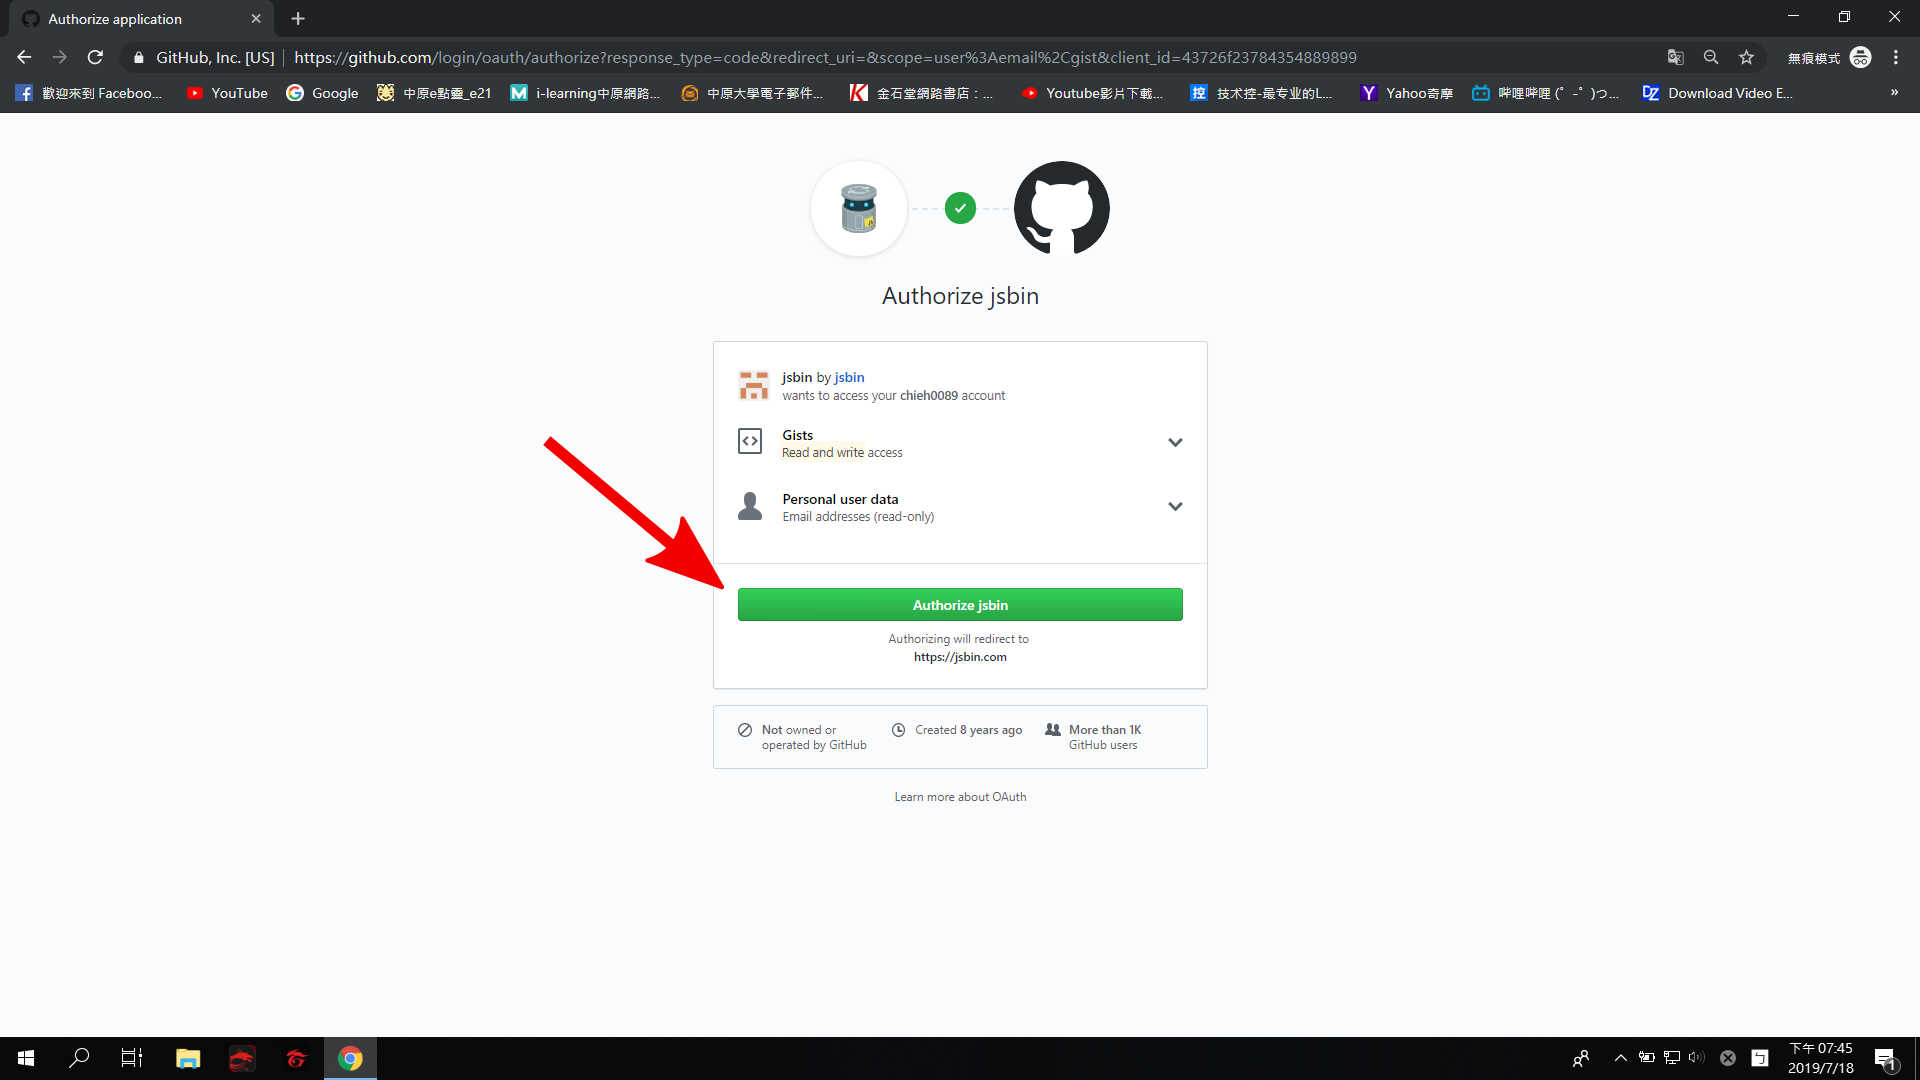 Authorize application
GitHub, Inc. [US] https://github.com/login/oauth/authorize?response_type=code&redirect_uri=&scope=user%3Aemail%2Cgist&client_id=43726f23784354889899 無痕模式
歡迎來到 Faceboo... YouTube Google 中原e點靈_e21 i-learning中原網路... 中原大學電子郵件... 金石堂網路書店：... Youtube影片下載... 技术控-最专业的L... Yahoo奇摩 哔哩哔哩 (゜-゜)つ... Download Video E... »
Authorize jsbin
jsbin by jsbin
wants to access your chieh0089 account
Gists
Read and write access
Personal user data
Email addresses (read-only)
Authorize jsbin
Authorizing will redirect to
https://jsbin.com
Not owned or
operated by GitHub
Created 8 years ago
More than 1K
GitHub users
Learn more about OAuth
下午 07:45
2019/7/18
1